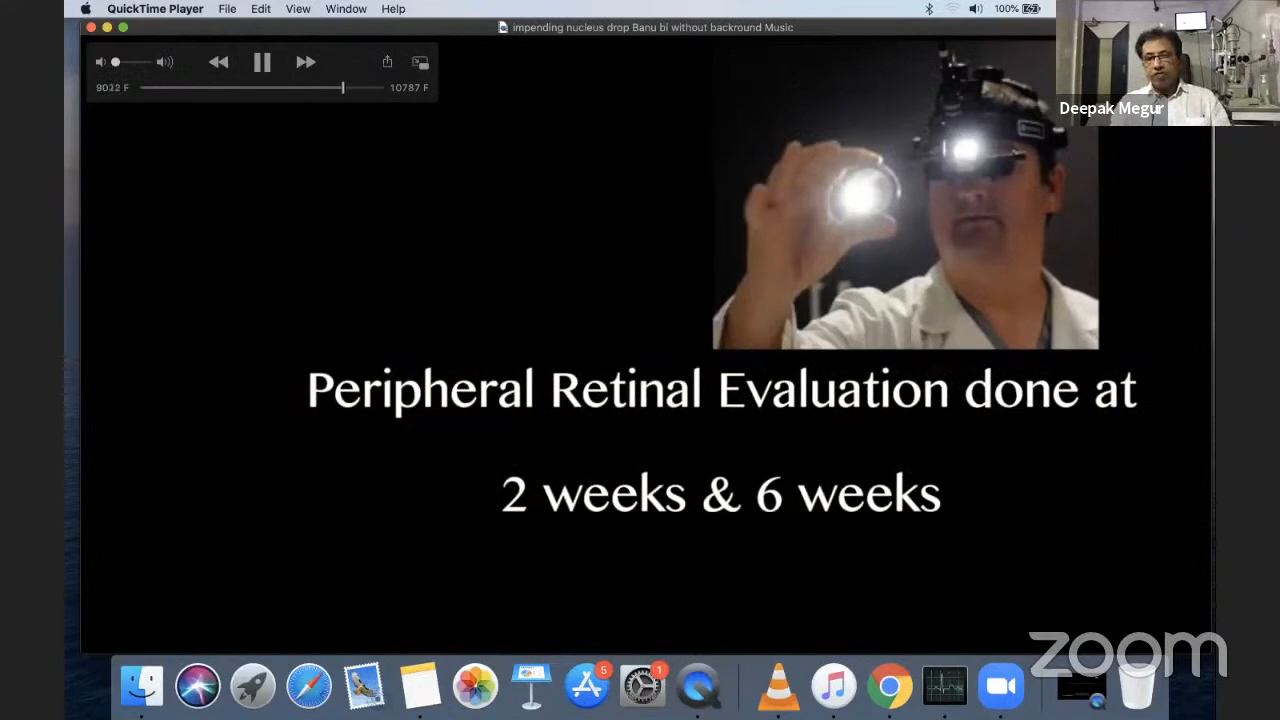 QuickTime Player File Edit View Window Help 100%
impending nucleus drop Banu bi without backround Music
9032 F 10787 F
Deepak Megur
Peripheral Retinal Evaluation done at
2 weeks & 6 weeks
zoom
5 1